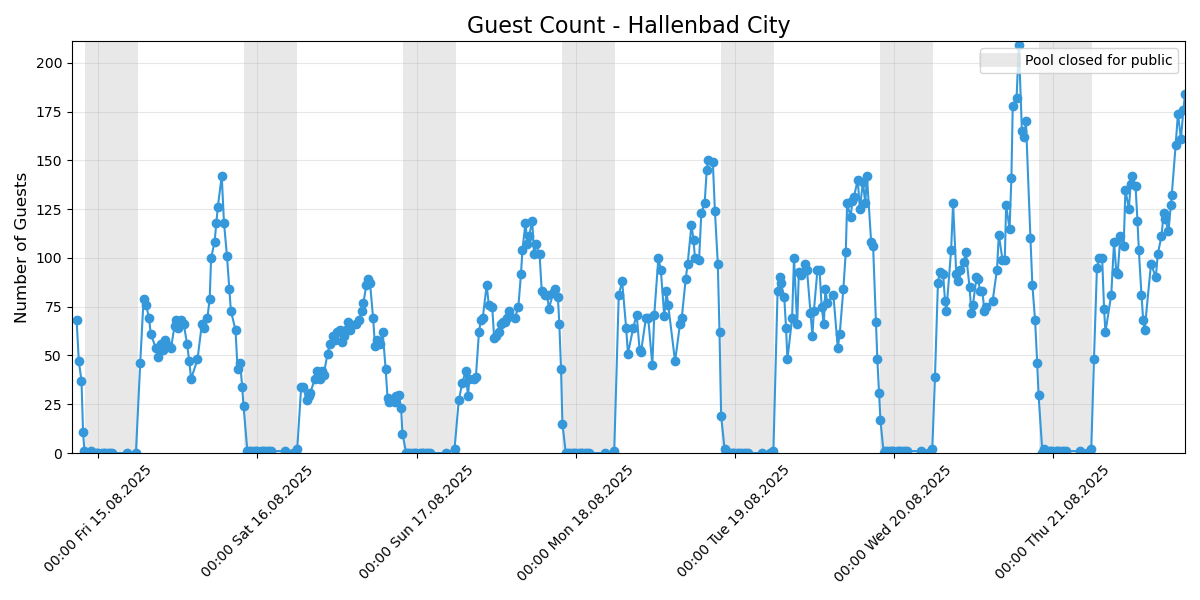 Guest Count - Hallenbad City
Pool closed for public
Number of Guests
200
175
150
125
100
75
50
25
0
00:00 Fri 15.08.2025
00:00 Sat 16.08.2025
00:00 Sun 17.08.2025
00:00 Mon 18.08.2025
00:00 Tue 19.08.2025
00:00 Wed 20.08.2025
00:00 Thu 21.08.2025